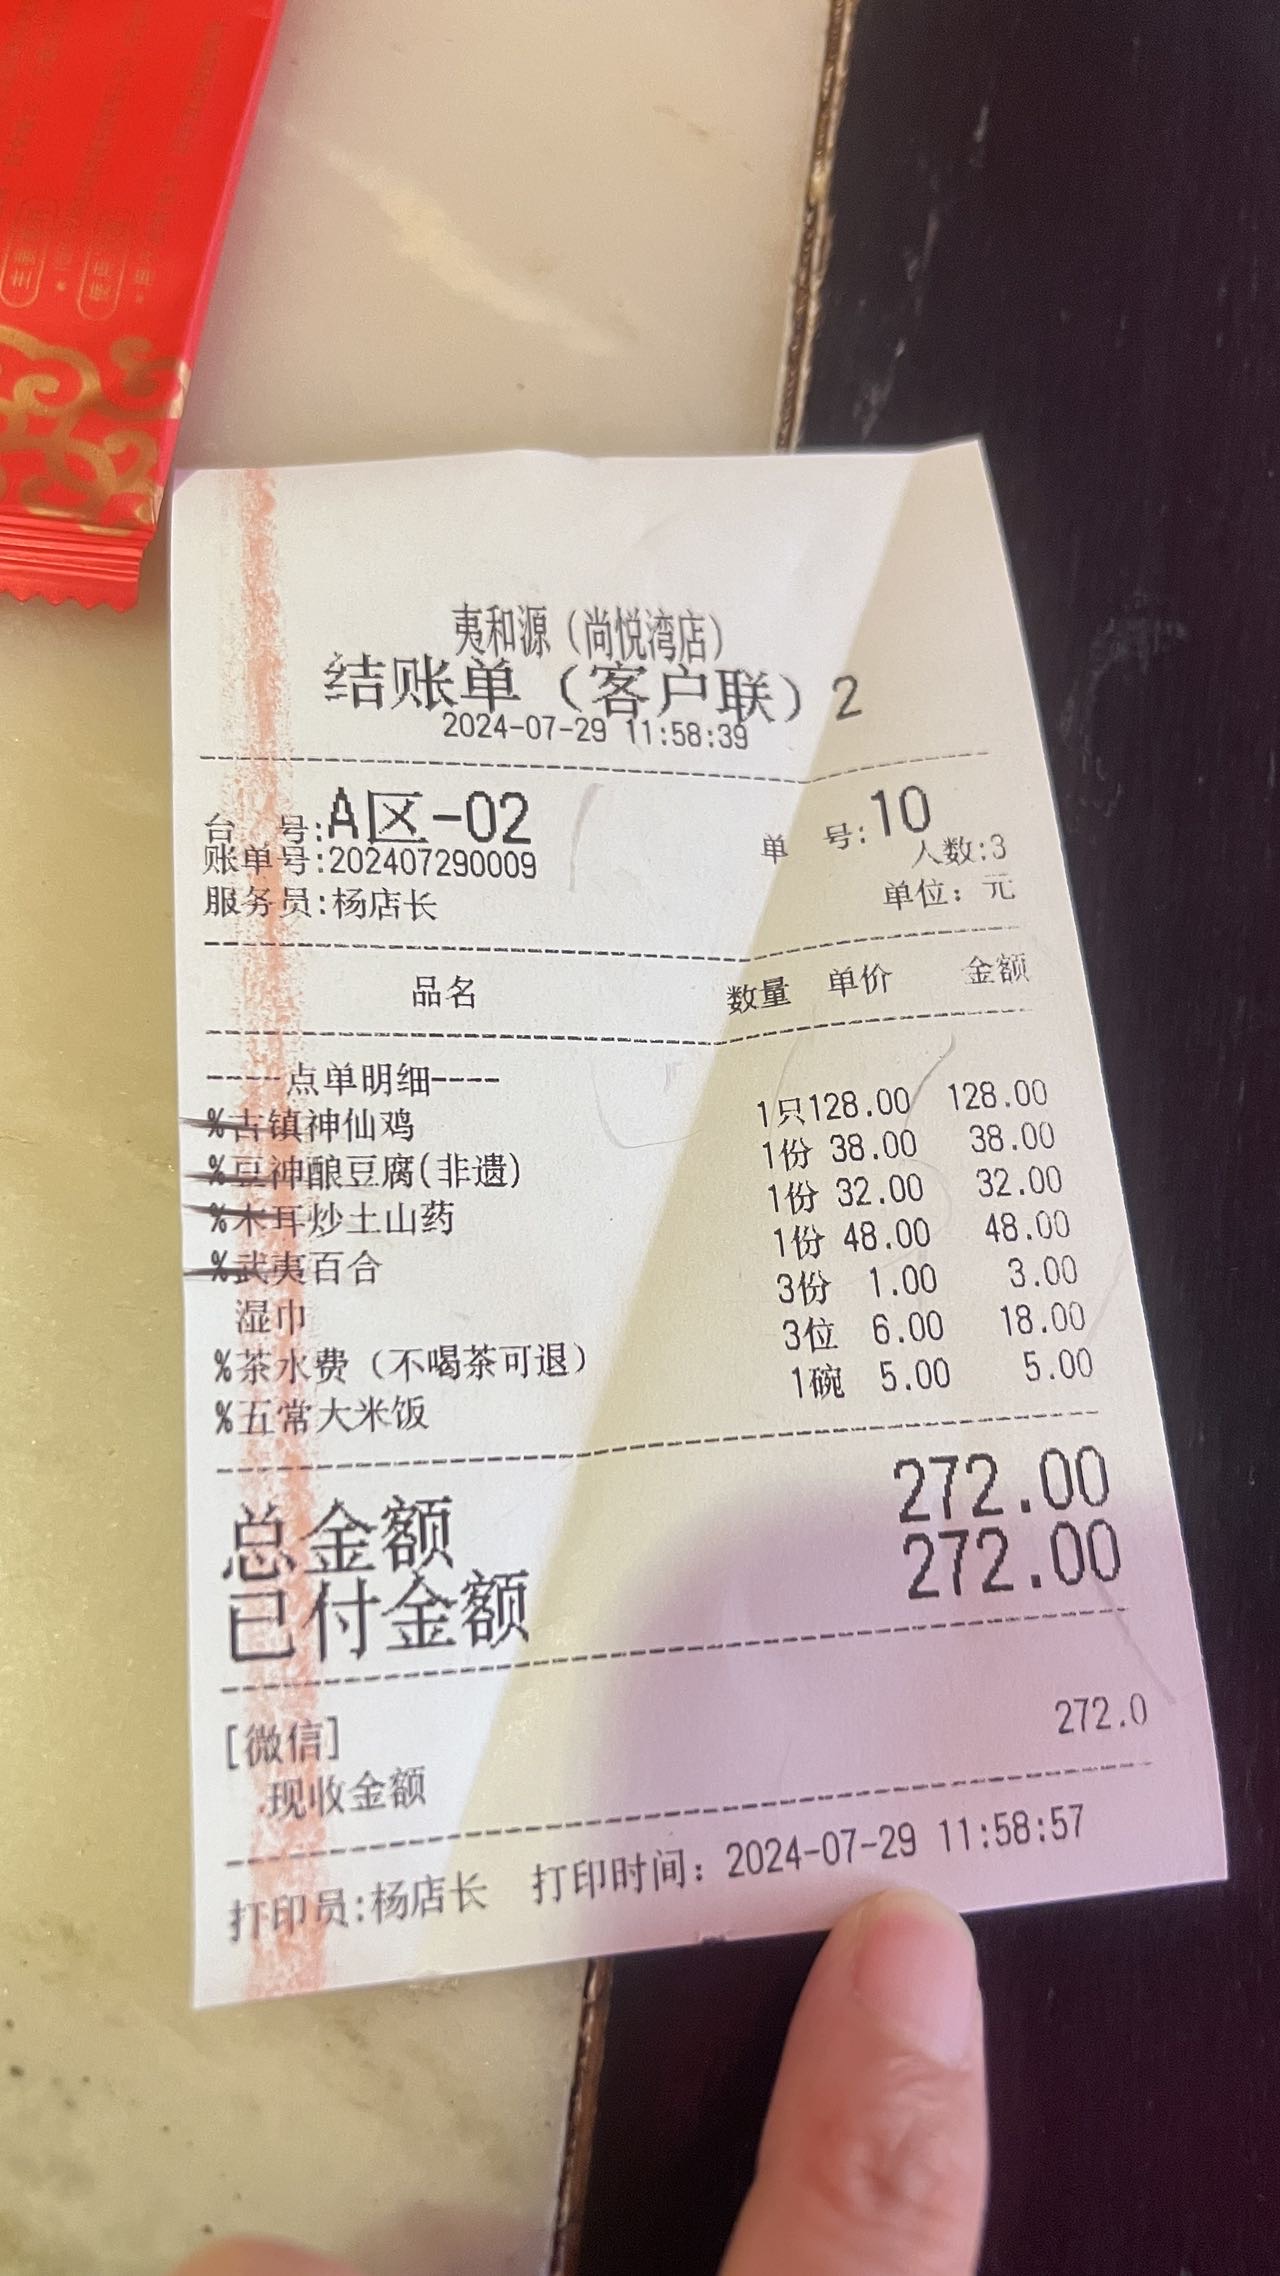 夷和源（尚悦湾店）
结账单（客户联）2
2024-07-29 11:58:39
台 号:A区-02 单 号:10
账单号:202407290009 人数:3
服务员:杨店长 单位：元
品名 数量 单价 金额
-----点单明细----
%古镇神仙鸡 1只128.00 128.00
%豆神酿豆腐(非遗) 1份 38.00 38.00
%木耳炒土山药 1份 32.00 32.00
%武夷百合 1份 48.00 48.00
湿巾 3份 1.00 3.00
%茶水费（不喝茶可退） 3位 6.00 18.00
%五常大米饭 1碗 5.00 5.00
总金额 272.00
已付金额 272.00
[微信]
现收金额 272.0
打印员:杨店长 打印时间：2024-07-29 11:58:57